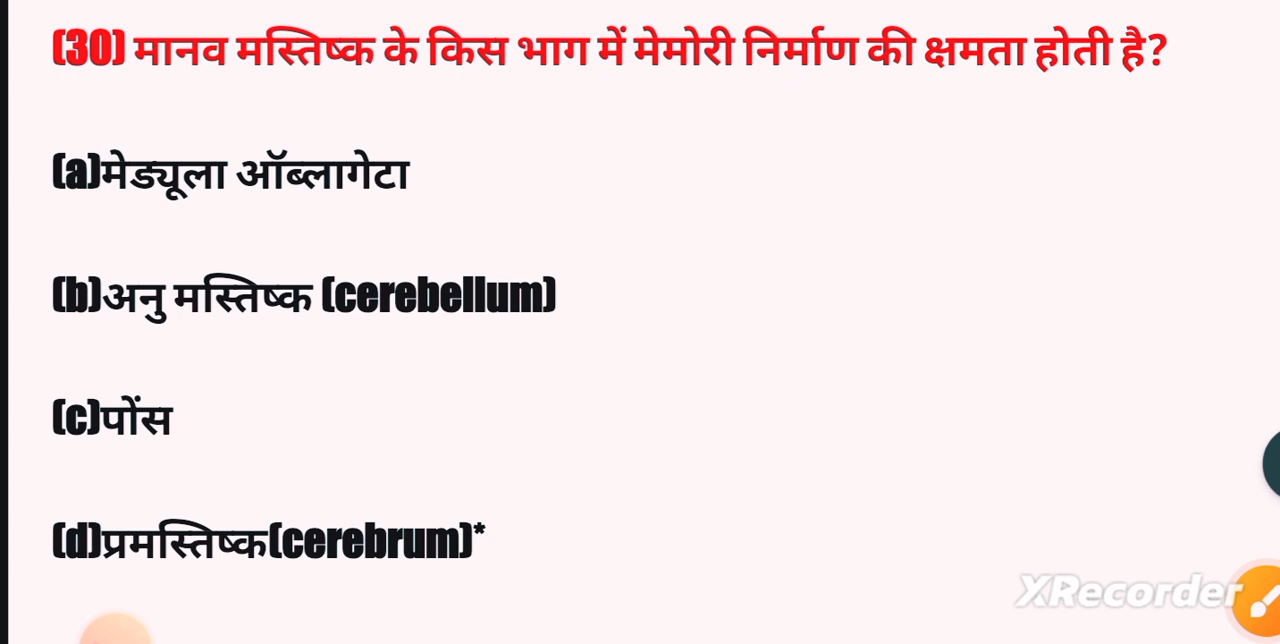 (30) मानव मस्तिष्क के किस भाग में मेमोरी निर्माण की क्षमता होती है?
(a)मेड्यूला ऑब्लागेटा
(b)अनु मस्तिष्क (cerebellum)
(c)पोंस
(d)प्रमस्तिष्क(cerebrum)*
XRecorder